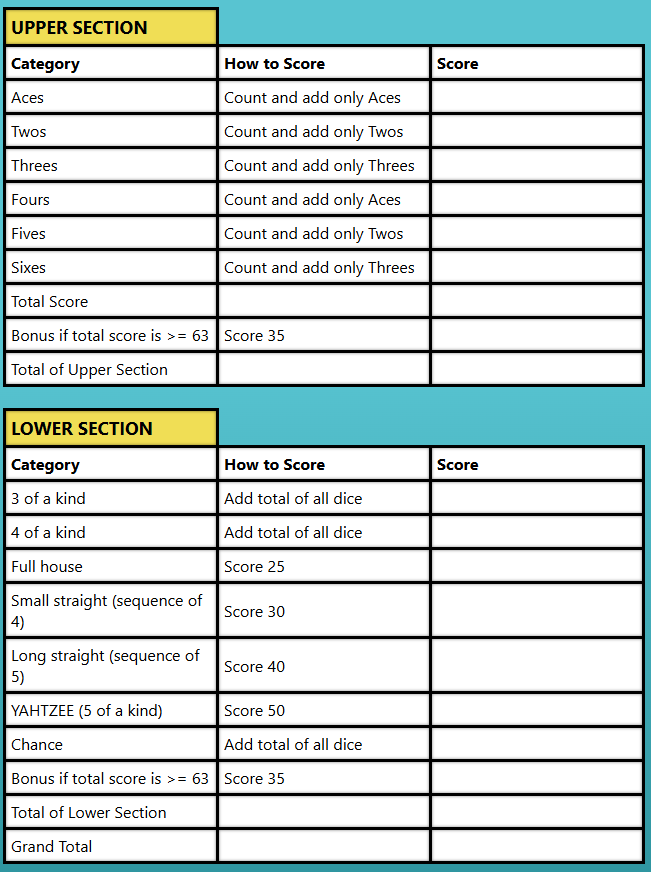 UPPER SECTION
Category How to Score Score
Aces Count and add only Aces
Twos Count and add only Twos
Threes Count and add only Threes
Fours Count and add only Aces
Fives Count and add only Twos
Sixes Count and add only Threes
Total Score
Bonus if total score is >= 63 Score 35
Total of Upper Section
LOWER SECTION
Category How to Score Score
3 of a kind Add total of all dice
4 of a kind Add total of all dice
Full house Score 25
Small straight (sequence of
4) Score 30
Long straight (sequence of
5) Score 40
YAHTZEE (5 of a kind) Score 50
Chance Add total of all dice
Bonus if total score is >= 63 Score 35
Total of Lower Section
Grand Total